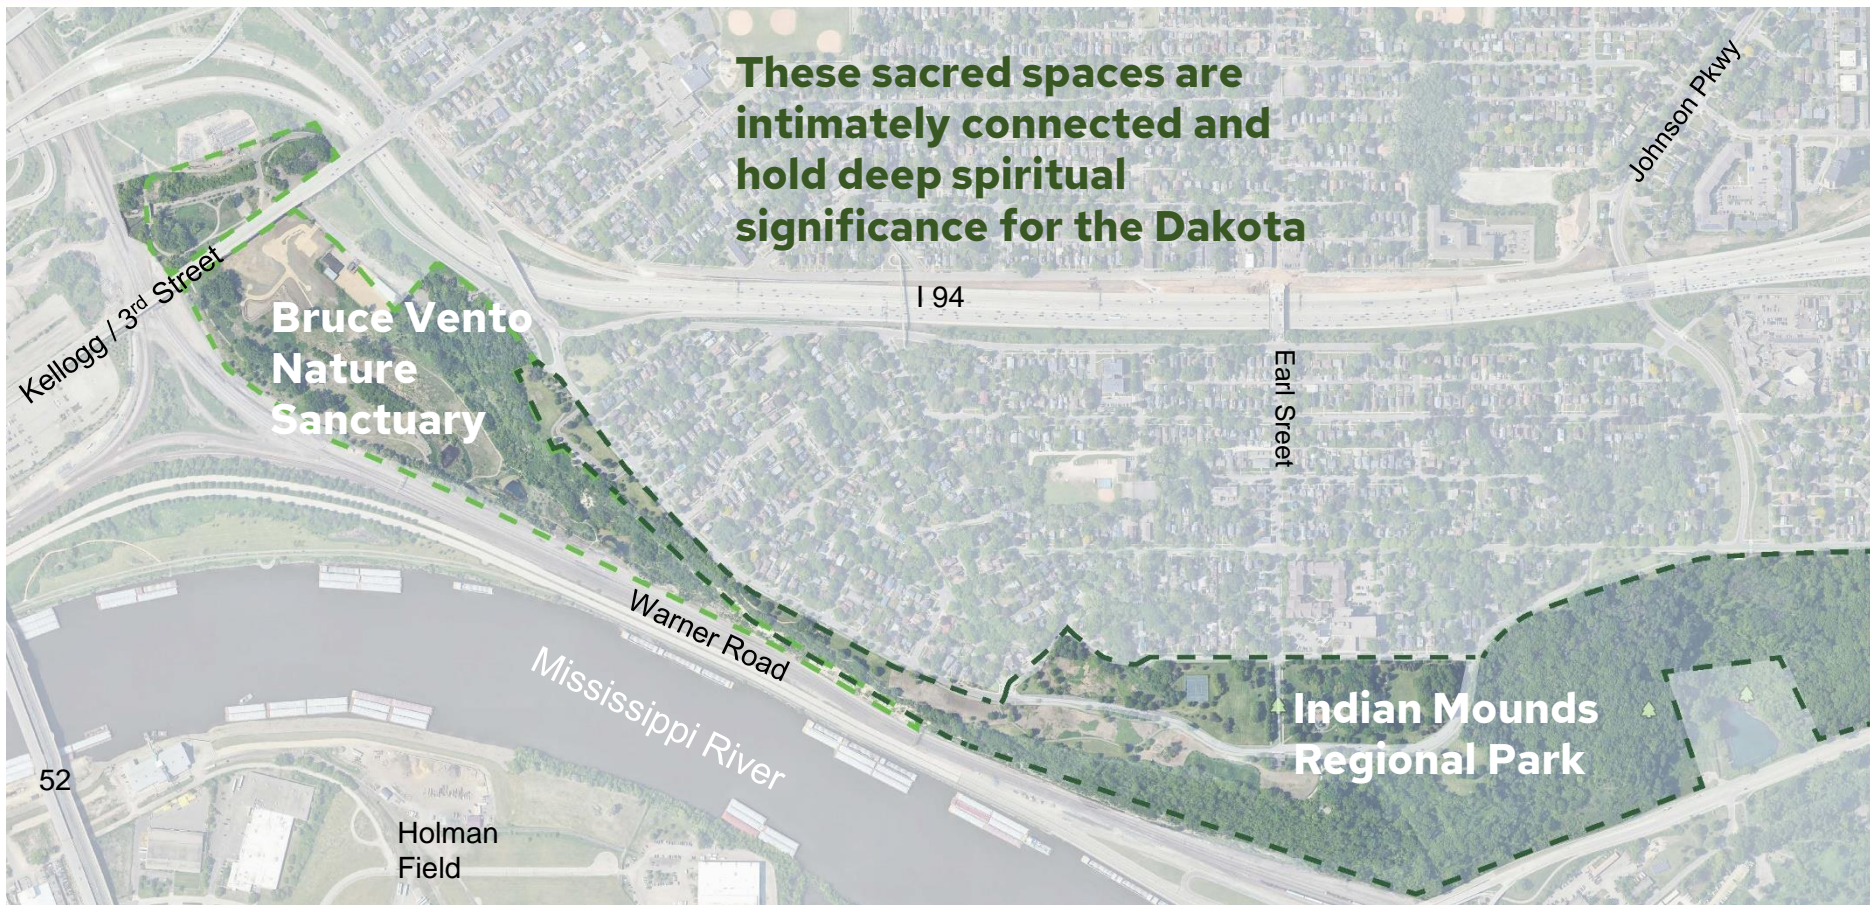 These sacred spaces are
intimately connected and
hold deep spiritual
significance for the Dakota
Johnson Pkwy
Kellogg / 3rd Street
I 94
Bruce Vento
Nature
Sanctuary
Earl Sreet
Warner Road
Mississippi River
Indian Mounds
Regional Park
52
Holman
Field